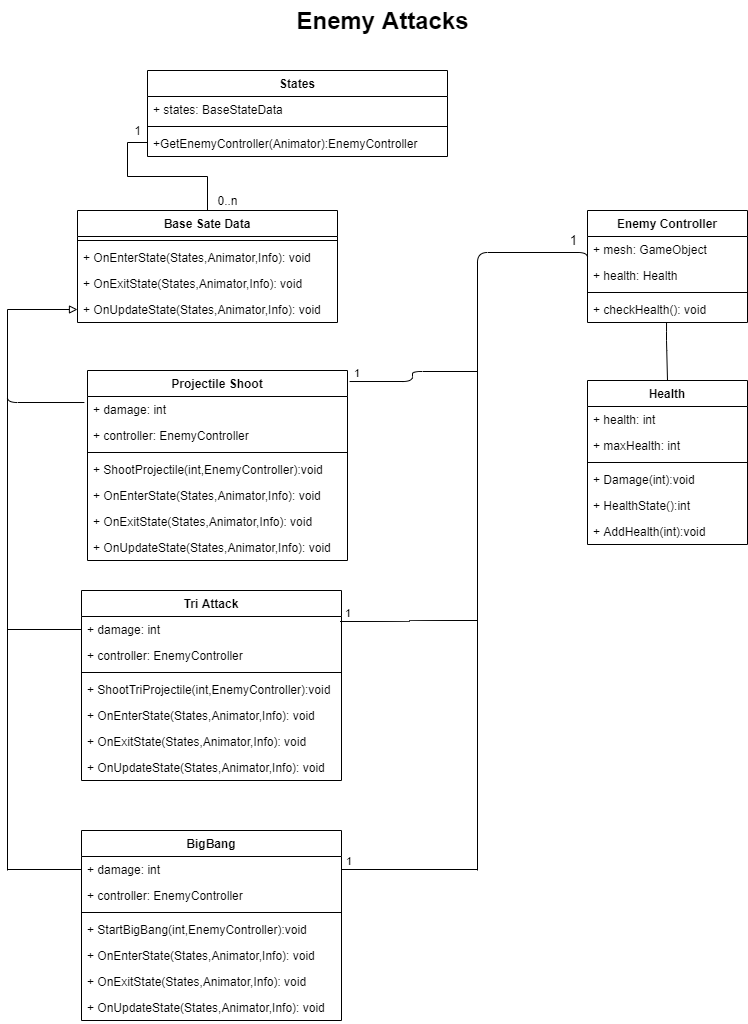 Enemy Attacks
States
+ states: BaseStateData
+GetEnemyController(Animator):EnemyController
1
0..n
Base Sate Data
+ OnEnterState(States,Animator,Info): void
+ OnExitState(States,Animator,Info): void
+ OnUpdateState(States,Animator,Info): void
1
Enemy Controller
+ mesh: GameObject
+ health: Health
+ checkHealth(): void
Projectile Shoot
+ damage: int
+ controller: EnemyController
+ ShootProjectile(int,EnemyController):void
+ OnEnterState(States,Animator,Info): void
+ OnExitState(States,Animator,Info): void
+ OnUpdateState(States,Animator,Info): void
1
Health
+ health: int
+ maxHealth: int
+ Damage(int):void
+ HealthState():int
+ AddHealth(int):void
Tri Attack
+ damage: int
+ controller: EnemyController
+ ShootTriProjectile(int,EnemyController):void
+ OnEnterState(States,Animator,Info): void
+ OnExitState(States,Animator,Info): void
+ OnUpdateState(States,Animator,Info): void
1
BigBang
+ damage: int
+ controller: EnemyController
+ StartBigBang(int,EnemyController):void
+ OnEnterState(States,Animator,Info): void
+ OnExitState(States,Animator,Info): void
+ OnUpdateState(States,Animator,Info): void
1